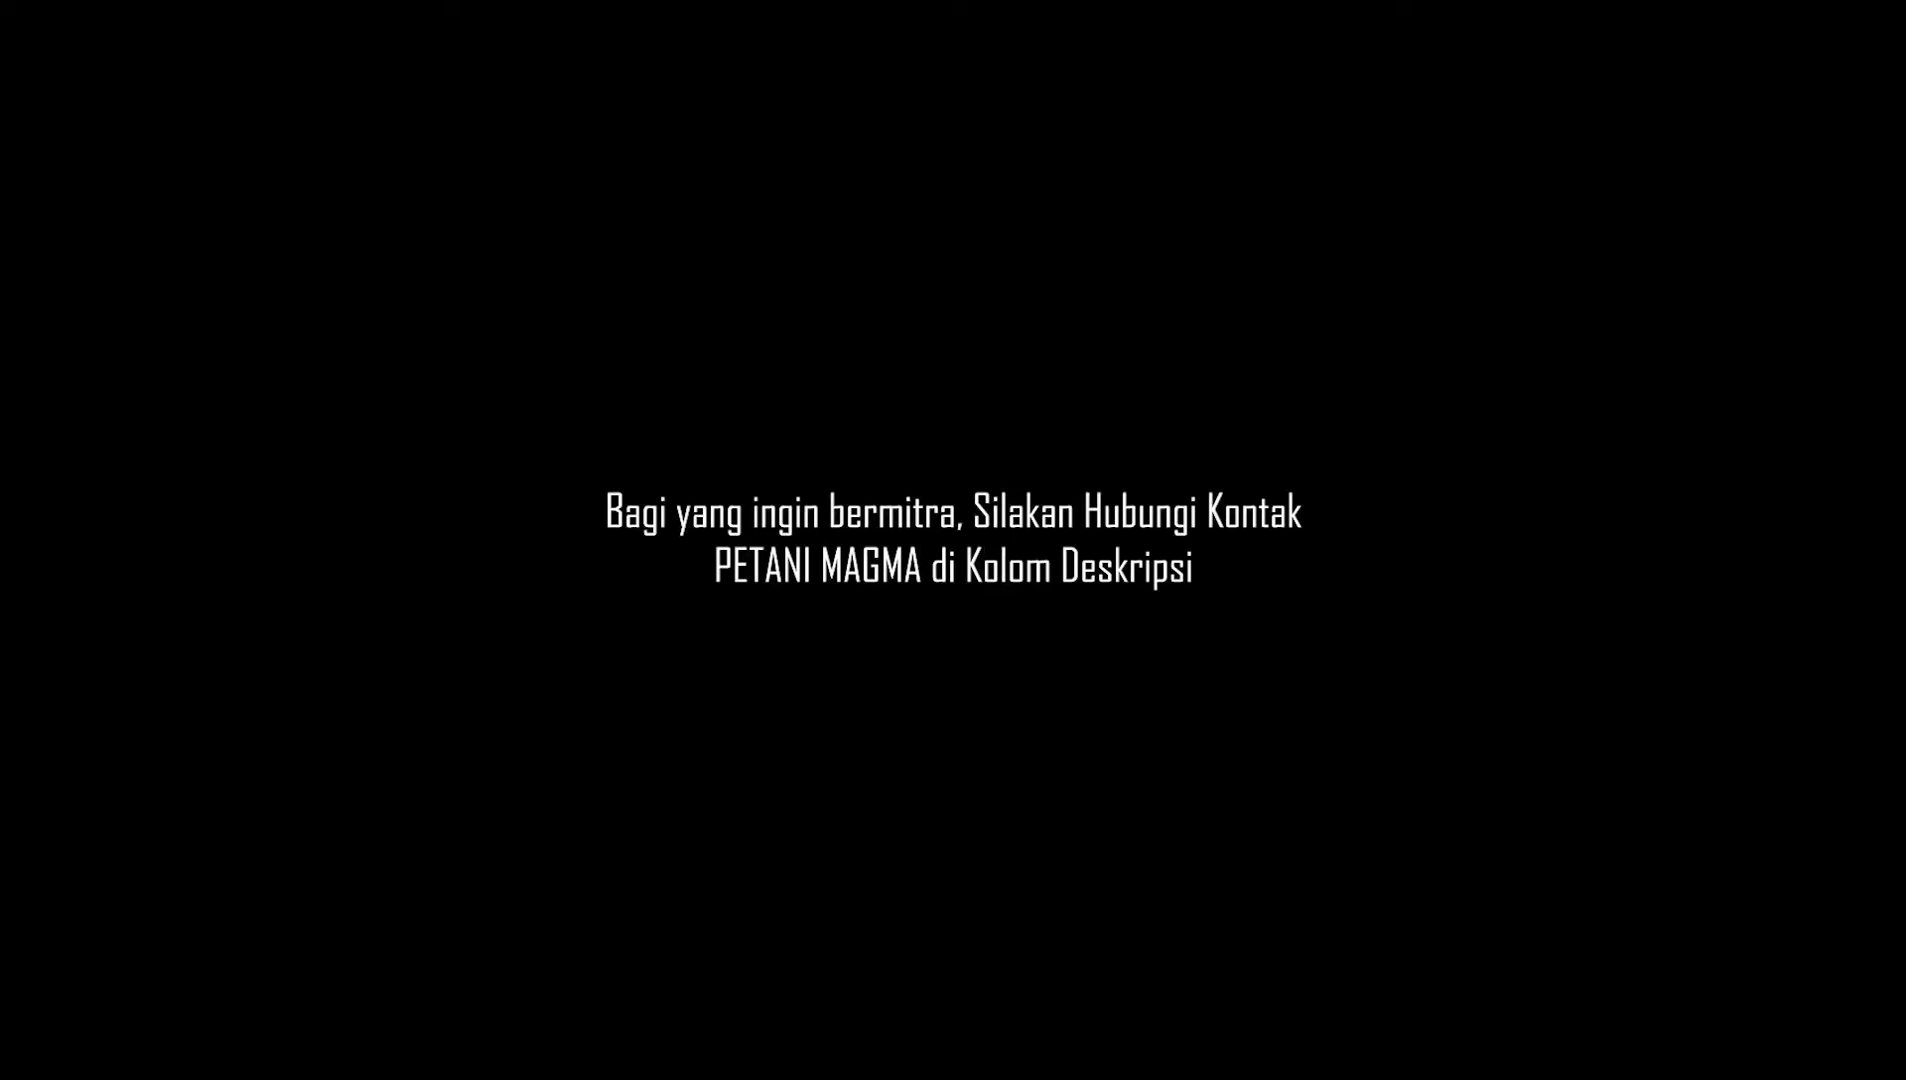 Bagi yang ingin bermitra, Silakan Hubungi Kontak
PETANI MAGMA di Kolom Deskripsi